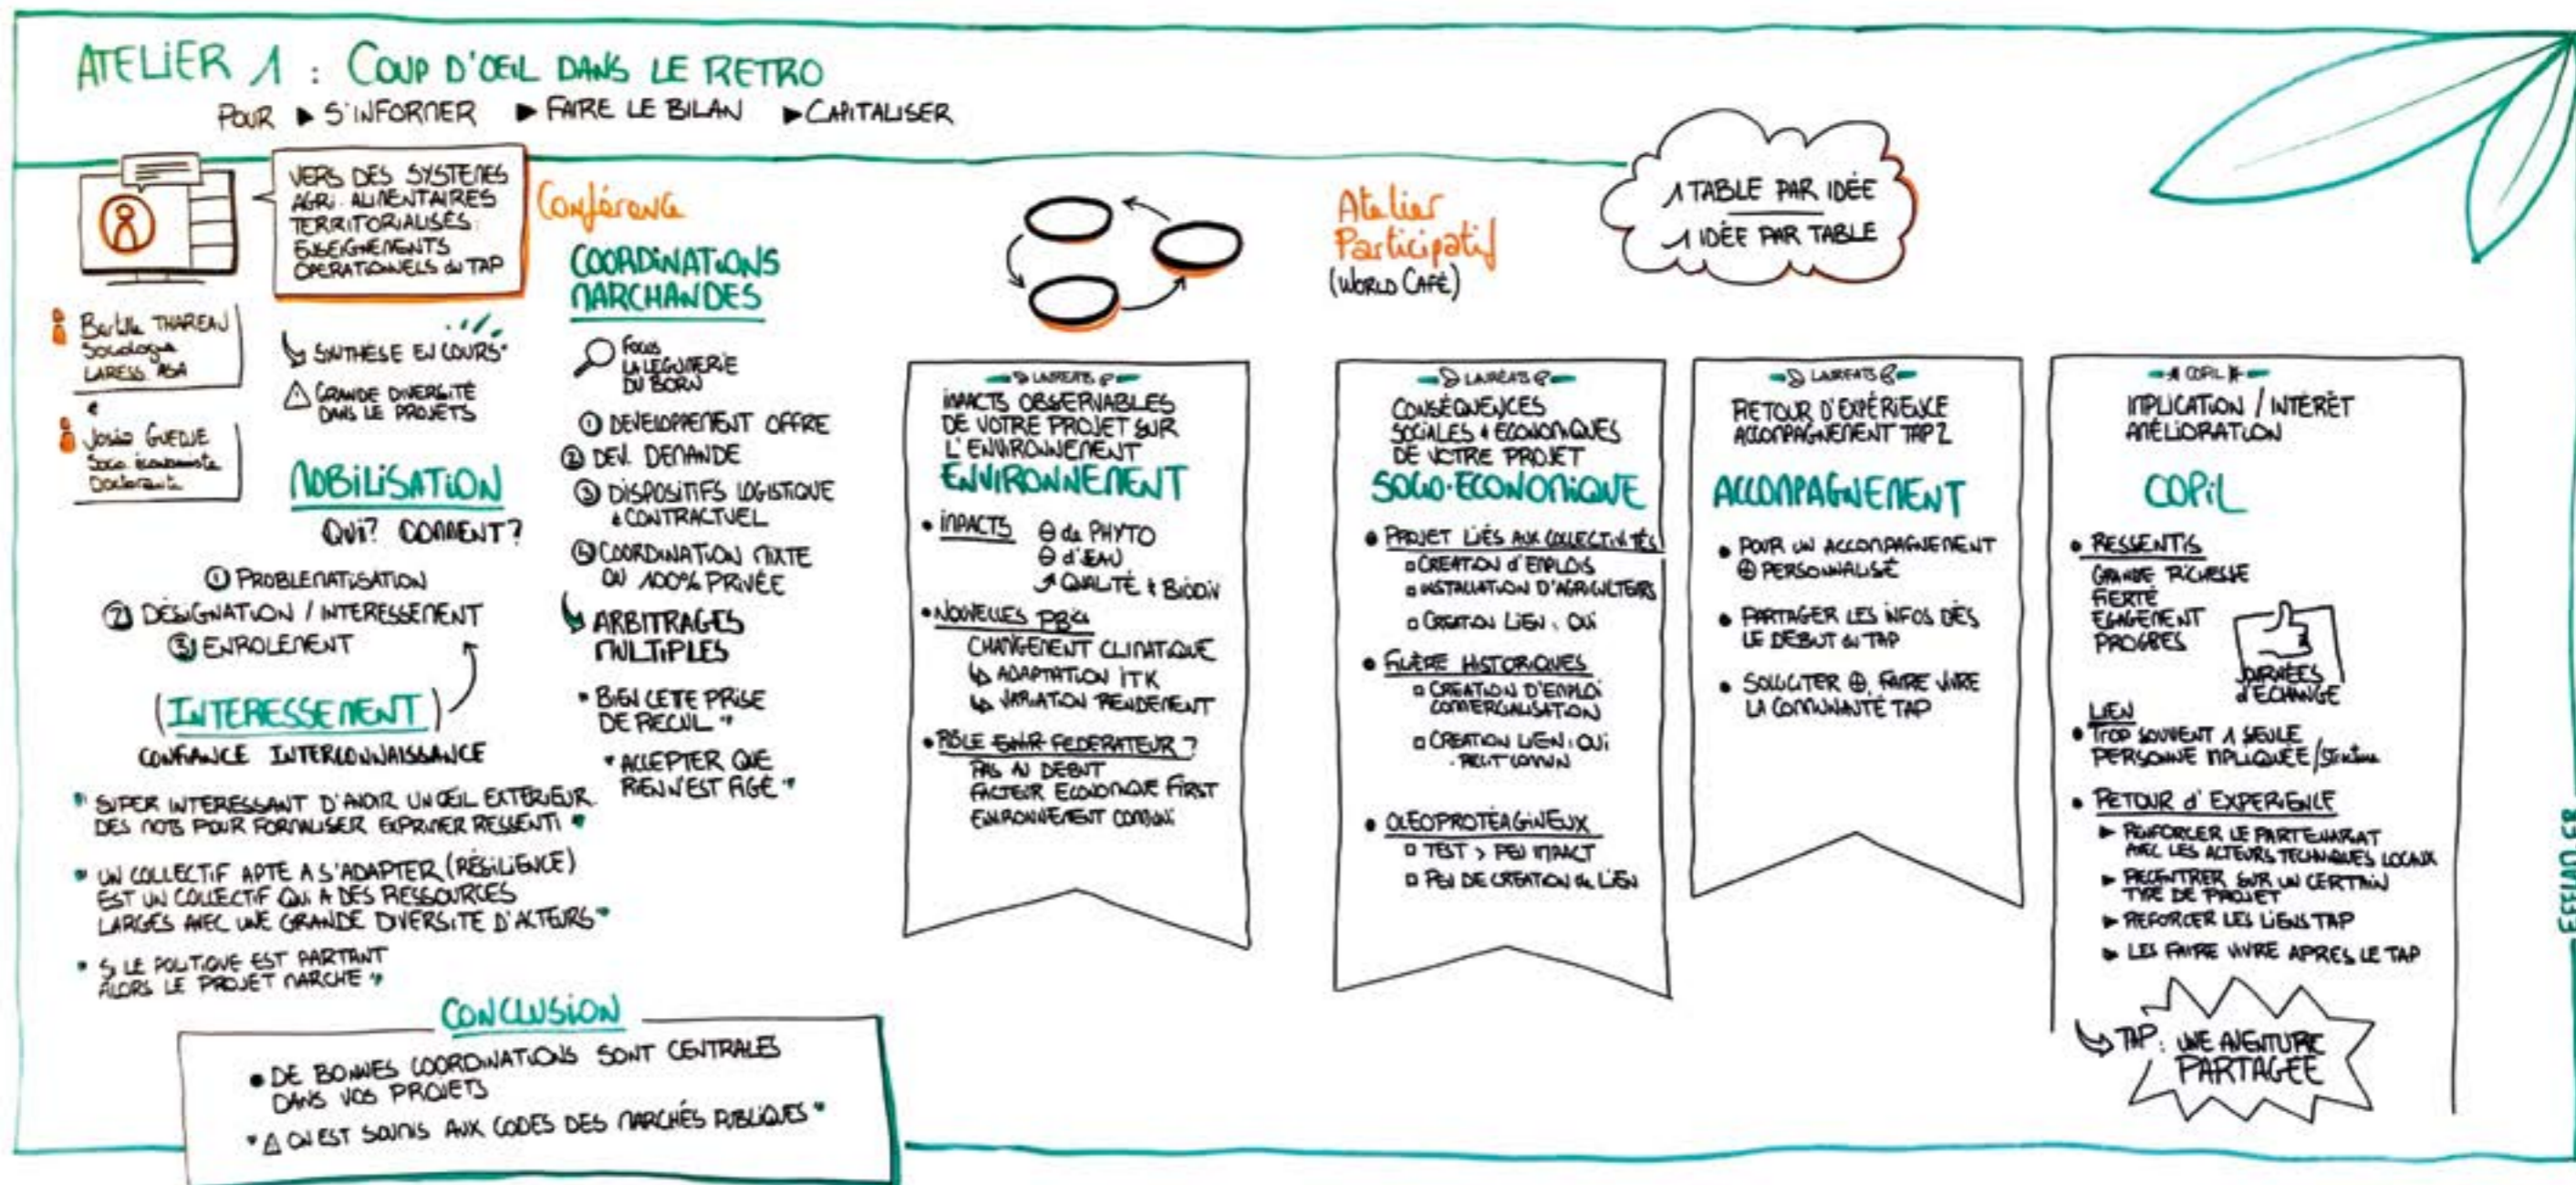 ATELIER 1 : COUP D'OEIL DANS LE RETRO
POUR ▶ S'INFORMER ▶ FAIRE LE BILAN ▶ CAPITALISER
VERS DES SYSTEMES
AGRI. ALIMENTAIRES
TERRITORIALISÉS :
ENSEIGNEMENTS
OPERATIONNELS du TAP
Conférence
Bertille THAREAU
Sociologue
LARESS. ASA
&
Josio GUEDJE
Socio économiste
Doctorante
SYNTHÈSE EN COURS"
GRANDE DIVERSITÉ
DANS LE PROJETS
MOBILISATION
QUI? COMMENT?
① PROBLEMATISATION
② DÉSIGNATION / INTERESSEMENT
③ ENROLEMENT
(INTERESSEMENT)
CONFIANCE INTERCONNAISSANCE
" SUPER INTERESSANT D'AVOIR UN OEIL EXTERIEUR.
DES MOTS POUR FORMALISER EXPRIMER RESSENTI "
" UN COLLECTIF APTE A S'ADAPTER (RÉSILIENCE)
EST UN COLLECTIF QUI A DES RESSOURCES
LARGES AVEC UNE GRANDE DIVERSITE D'ACTEURS "
" SI LE POLITIQUE EST PARTANT
ALORS LE PROJET MARCHE "
COORDINATIONS
MARCHANDES
FOCUS
LA LEGUMERIE
DU BORN
① DEVELOPPEMENT OFFRE
② DEV. DEMANDE
③ DISPOSITIFS LOGISTIQUE
& CONTRACTUEL
④ COORDINATION MIXTE
OU 100% PRIVÉE
ARBITRAGES
MULTIPLES
" BIEN CETE PRISE
DE RECUL "
" ACCEPTER QUE
RIEN N'EST FIGÉ "
CONCLUSION
• DE BONNES COORDINATIONS SONT CENTRALES
DANS VOS PROJETS
" ⚠ ON EST SOUMIS AUX CODES DES MARCHÉS PUBLIQUES "
Atelier
Participatif
(WORLD CAFÉ)
1 TABLE PAR IDÉE
1 IDÉE PAR TABLE
LAUREATS
IMPACTS OBSERVABLES
DE VOTRE PROJET SUR
L'ENVIRONNEMENT
ENVIRONNEMENT
• IMPACTS ⊖ de PHYTO
⊖ d'EAU
↗ QUALITÉ & BIODIV
• NOUVELLES PBQ
CHANGEMENT CLIMATIQUE
↳ ADAPTATION ITK
↳ VARIATION RENDEMENT
• RÔLE ENVIR FEDERATEUR ?
PAS AU DEBUT
FACTEUR ECONOMIQUE FIRST
ENVIRONNEMENT
LAUREATS
CONSÉQUENCES
SOCIALES & ECONOMIQUES
DE VOTRE PROJET
SOCIO-ECONOMIQUE
• PROJET LIÉS AUX COLLECTIVITÉS
CREATION d'EMPLOIS
INSTALLATION D'AGRICULTEURS
CREATION LIEN : OUI
• FILIÈRE HISTORIQUES
CREATION D'EMPLOI
COMERCIALISATION
CREATION LIEN : OUI
• OLEOPROTÉAGINEUX
TEST > PEU IMPACT
PEU DE CREATION de LIEN
LAUREATS
RETOUR D'EXPÉRIENCE
ACCOMPAGNEMENT TAP 2
ACCOMPAGNEMENT
• POUR UN ACCOMPAGNEMENT
⊕ PERSONNALISÉ
• PARTAGER LES INFOS DÈS
LE DEBUT du TAP
• SOLLICITER ⊕, FAIRE VIVRE
LA COMMUNAUTÉ TAP
COPIL
IMPLICATION / INTERÊT
AMÉLIORATION
COPIL
• RESSENTIS
GRANDE RICHESSE
FIERTÉ
EGAGEMENT
PROGRES
JOURNÉES
d'ECHANGE
LIEN
• TROP SOUVENT 1 SEULE
PERSONNE IMPLIQUÉE / Structure
• RETOUR d'EXPERIENCE
▶ RENFORCER LE PARTENARIAT
AVEC LES ACTEURS TECHNIQUES LOCAUX
▶ RECENTRER SUR UN CERTAIN
TYPE DE PROJET
▶ REFORCER LES LIENS TAP
▶ LES FAIRE VIVRE APRES LE TAP
TAP : UNE AVENTURE
PARTAGEE